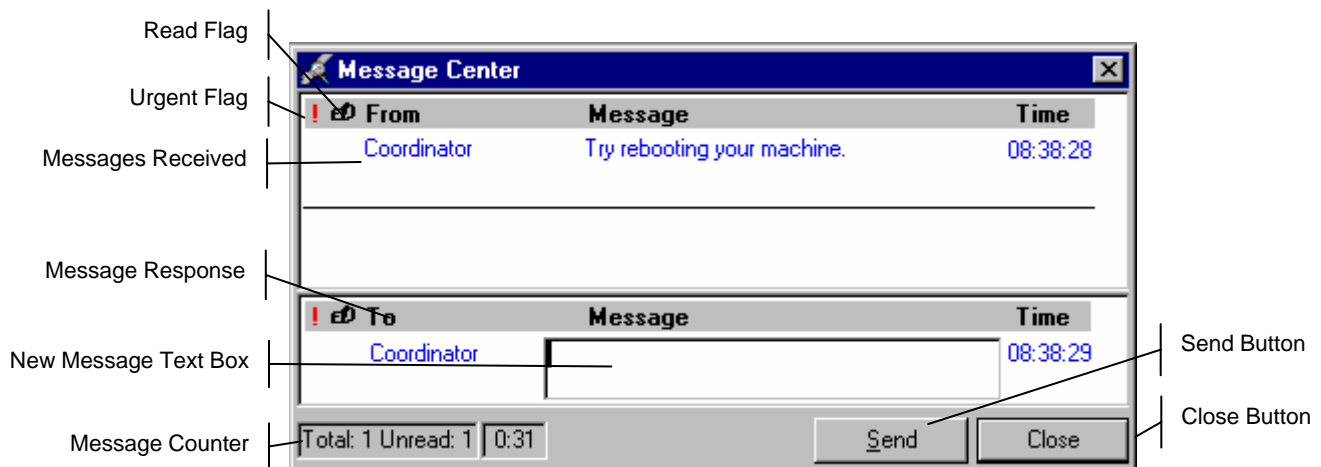 Read Flag
Message Center
Urgent Flag
! From Message Time
Messages Received
Coordinator Try rebooting your machine. 08:38:28
Message Response
! To Message Time
New Message Text Box
Coordinator 08:38:29
Send Button
Message Counter
Total: 1 Unread: 1 0:31 Send Close
Close Button